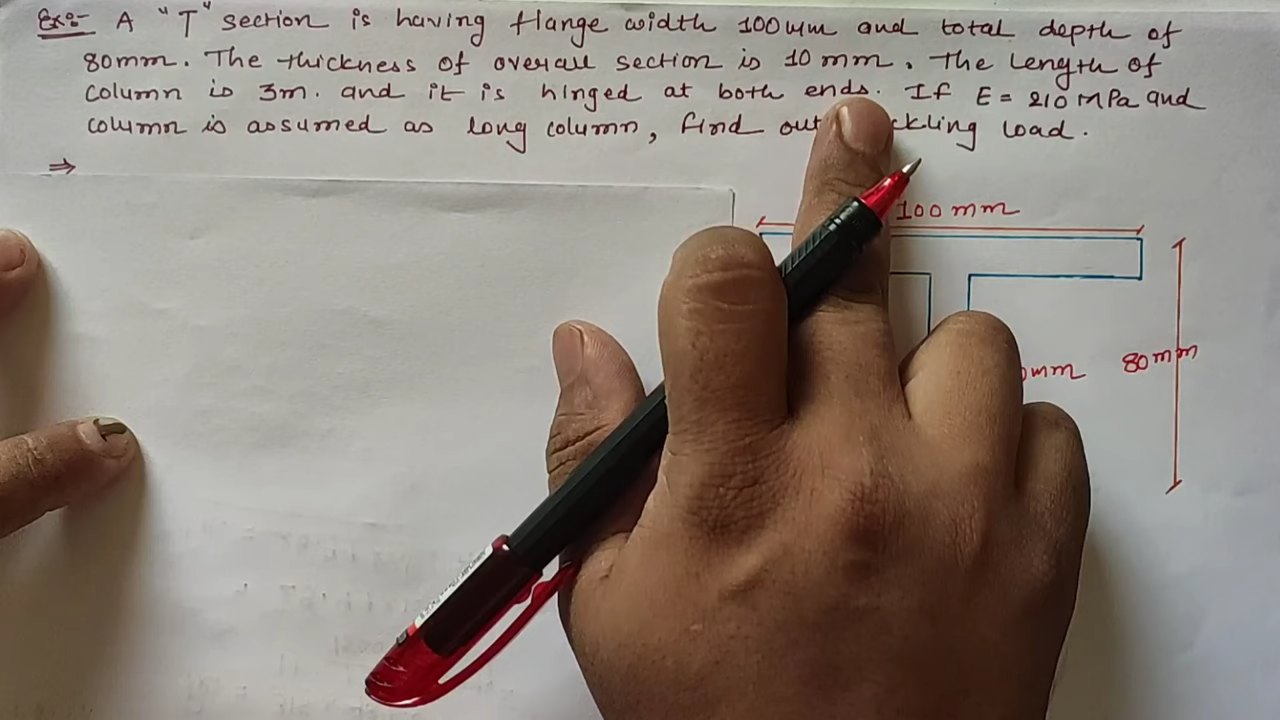 Ex:- A "T" section is having flange width 100mm and total depth of
80mm. The thickness of overall section is 10 mm. The length of
column is 3m. and it is hinged at both ends. If E = 210 MPa and
column is assumed as long column, find out load.
⇒
100 mm
80mm